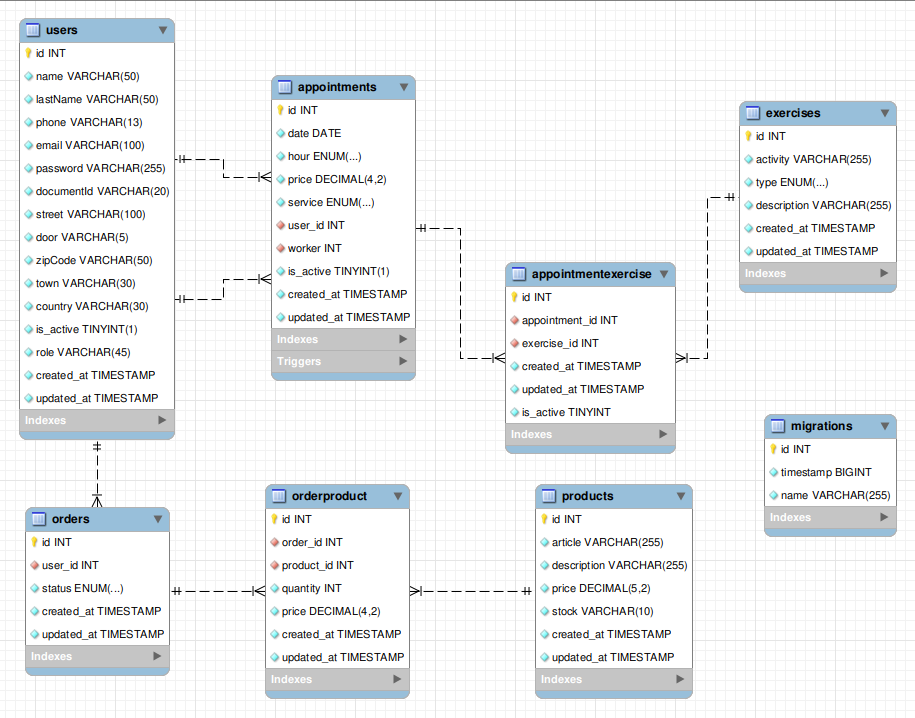 users
id INT
name VARCHAR(50)
lastName VARCHAR(50)
phone VARCHAR(13)
email VARCHAR(100)
password VARCHAR(255)
documentId VARCHAR(20)
street VARCHAR(100)
door VARCHAR(5)
zipCode VARCHAR(50)
town VARCHAR(30)
country VARCHAR(30)
is_active TINYINT(1)
role VARCHAR(45)
created_at TIMESTAMP
updated_at TIMESTAMP
Indexes
appointments
id INT
date DATE
hour ENUM(...)
price DECIMAL(4,2)
service ENUM(...)
user_id INT
worker INT
is_active TINYINT(1)
created_at TIMESTAMP
updated_at TIMESTAMP
Indexes
Triggers
exercises
id INT
activity VARCHAR(255)
type ENUM(...)
description VARCHAR(255)
created_at TIMESTAMP
updated_at TIMESTAMP
Indexes
appointmentexercise
id INT
appointment_id INT
exercise_id INT
created_at TIMESTAMP
updated_at TIMESTAMP
is_active TINYINT
Indexes
migrations
id INT
timestamp BIGINT
name VARCHAR(255)
Indexes
orders
id INT
user_id INT
status ENUM(...)
created_at TIMESTAMP
updated_at TIMESTAMP
Indexes
orderproduct
id INT
order_id INT
product_id INT
quantity INT
price DECIMAL(4,2)
created_at TIMESTAMP
updated_at TIMESTAMP
Indexes
products
id INT
article VARCHAR(255)
description VARCHAR(255)
price DECIMAL(5,2)
stock VARCHAR(10)
created_at TIMESTAMP
updated_at TIMESTAMP
Indexes